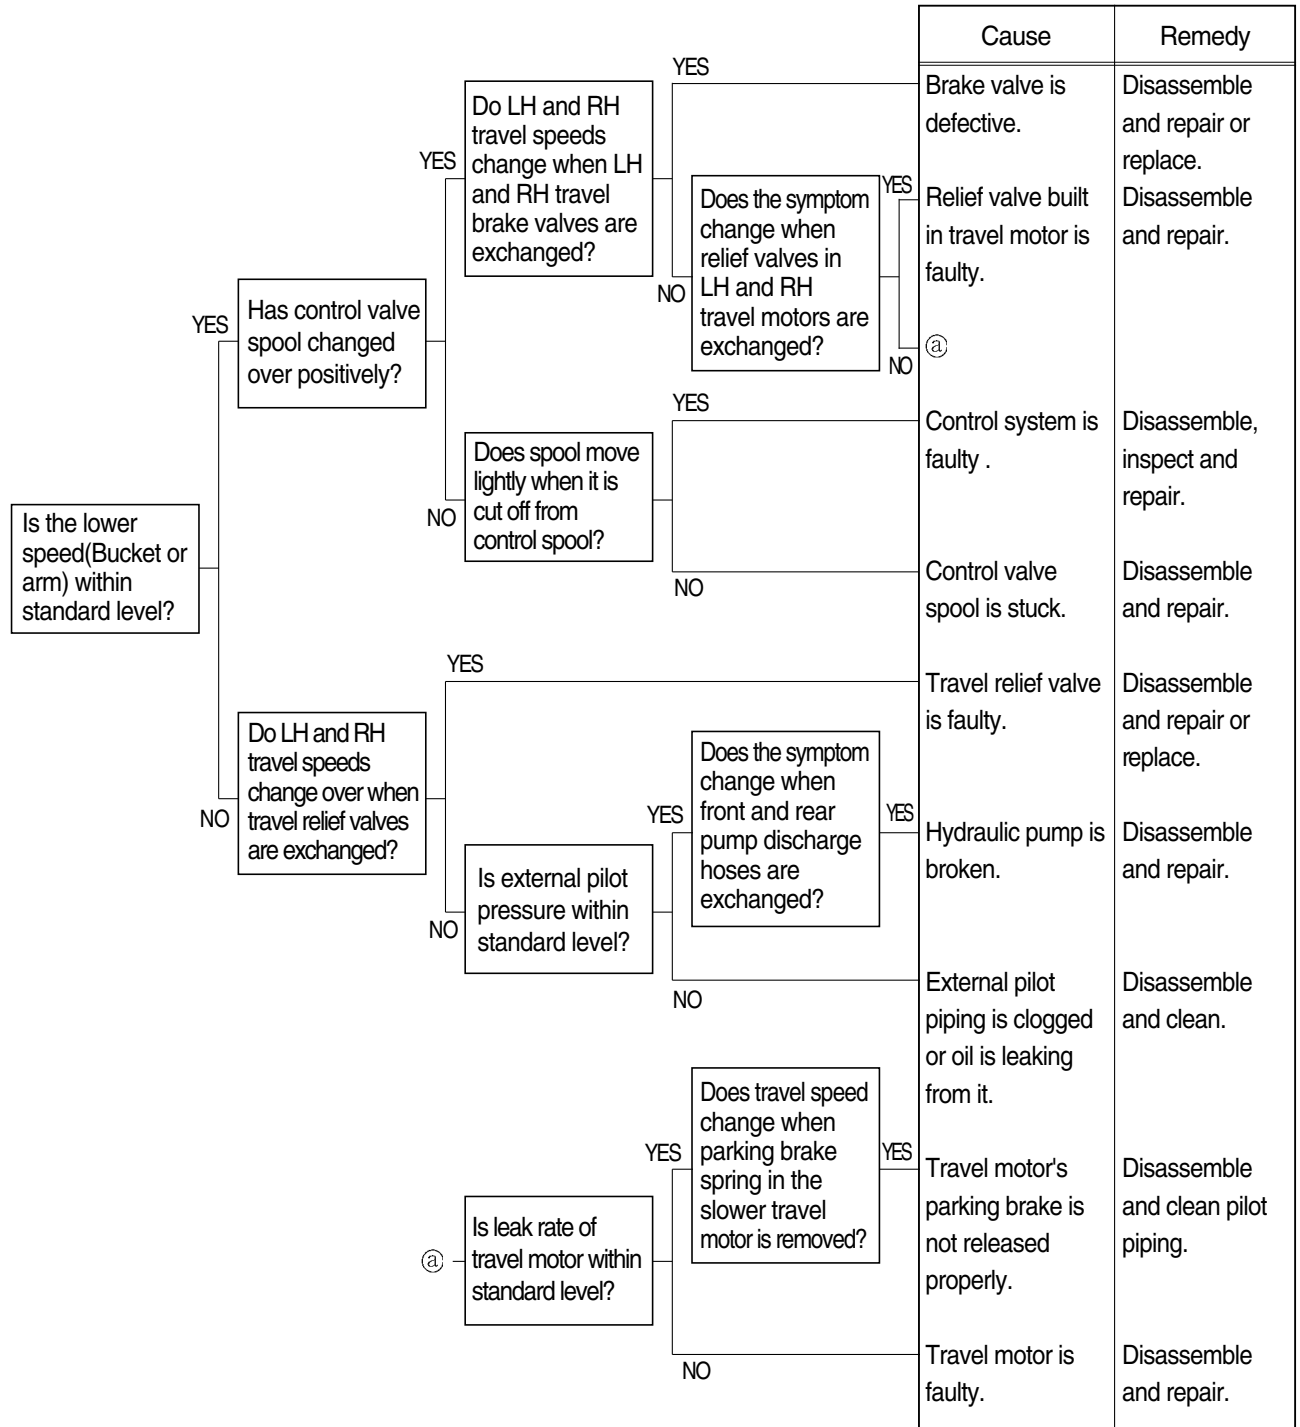 Cause
Remedy
YES
Do LH and RH
travel speeds
change when LH
and RH travel
brake valves are
exchanged?
YES
Brake valve is
defective.
Disassemble
and repair or
replace.
NO
Does the symptom
change when
relief valves in
LH and RH
travel motors are
exchanged?
YES
Relief valve built
in travel motor is
faulty.
Disassemble
and repair.
NO
ⓐ
YES
Has control valve
spool changed
over positively?
NO
Does spool move
lightly when it is
cut off from
control spool?
YES
Control system is
faulty .
Disassemble,
inspect and
repair.
NO
Control valve
spool is stuck.
Disassemble
and repair.
Is the lower
speed(Bucket or
arm) within
standard level?
NO
Do LH and RH
travel speeds
change over when
travel relief valves
are exchanged?
YES
Travel relief valve
is faulty.
Disassemble
and repair or
replace.
NO
Is external pilot
pressure within
standard level?
YES
Does the symptom
change when
front and rear
pump discharge
hoses are
exchanged?
YES
Hydraulic pump is
broken.
Disassemble
and repair.
NO
External pilot
piping is clogged
or oil is leaking
from it.
Disassemble
and clean.
ⓐ
Is leak rate of
travel motor within
standard level?
YES
Does travel speed
change when
parking brake
spring in the
slower travel
motor is removed?
YES
Travel motor's
parking brake is
not released
properly.
Disassemble
and clean pilot
piping.
NO
Travel motor is
faulty.
Disassemble
and repair.